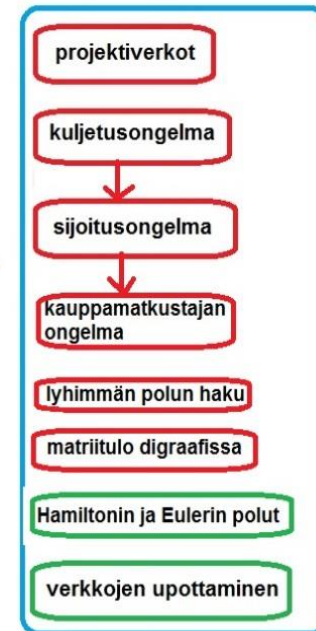 projektiverkot
kuljetusongelma
sijoitusongelma
kauppamatkustajan
ongelma
lyhimmän polun haku
matriitulo digraafissa
Hamiltonin ja Eulerin polut
verkkojen upottaminen